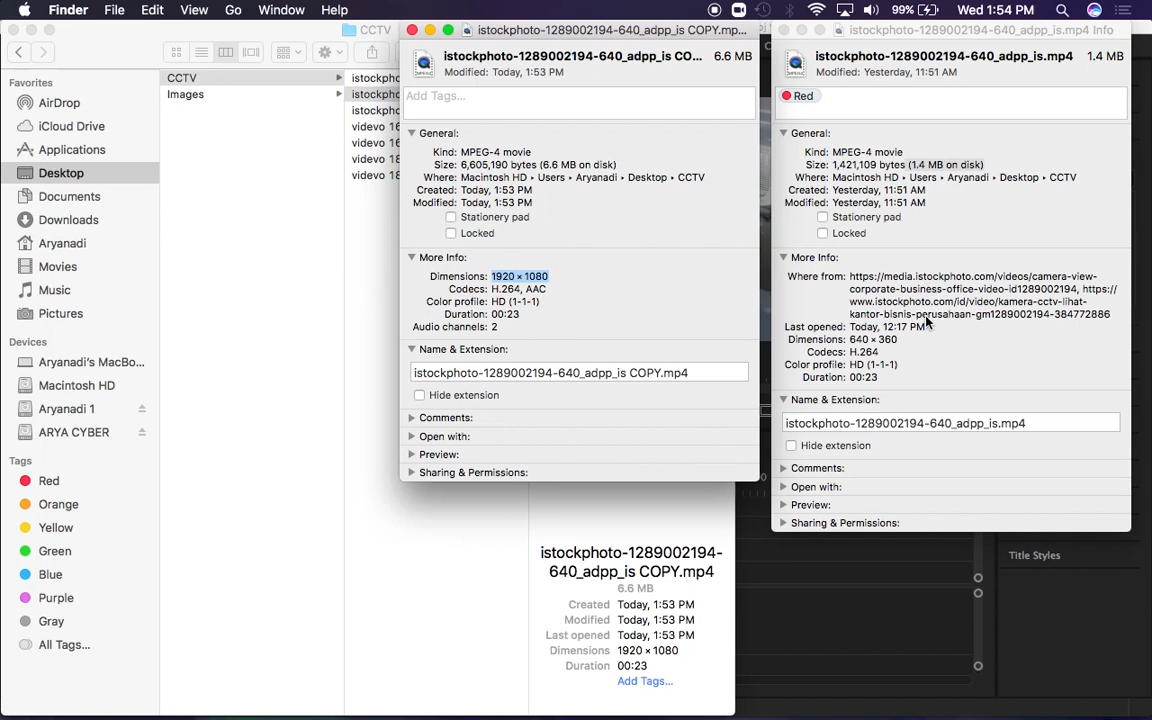 Finder File Edit View Go Window Help
99% Wed 1:54 PM
CCTV
Favorites
AirDrop
iCloud Drive
Applications
Desktop
Documents
Downloads
Aryanadi
Movies
Music
Pictures
Devices
Aryanadi's MacBo...
Macintosh HD
Aryanadi 1
ARYA CYBER
Tags
Red
Orange
Yellow
Green
Blue
Purple
Gray
All Tags...
CCTV
Images
istockpho
istockpho
istockpho
videvo 16
videvo 16
videvo 18
videvo 18
istockphoto-1289002194-
640_adpp_is COPY.mp4
6.6 MB
Created Today, 1:53 PM
Modified Today, 1:53 PM
Last opened Today, 1:53 PM
Dimensions 1920 × 1080
Duration 00:23
Add Tags...
istockphoto-1289002194-640_adpp_is COPY.mp...
istockphoto-1289002194-640_adpp_is CO... 6.6 MB
Modified: Today, 1:53 PM
Add Tags...
General:
Kind: MPEG-4 movie
Size: 6,605,190 bytes (6.6 MB on disk)
Where: Macintosh HD ▸ Users ▸ Aryanadi ▸ Desktop ▸ CCTV
Created: Today, 1:53 PM
Modified: Today, 1:53 PM
Stationery pad
Locked
More Info:
Dimensions: 1920 × 1080
Codecs: H.264, AAC
Color profile: HD (1-1-1)
Duration: 00:23
Audio channels: 2
Name & Extension:
istockphoto-1289002194-640_adpp_is COPY.mp4
Hide extension
Comments:
Open with:
Preview:
Sharing & Permissions:
istockphoto-1289002194-640_adpp_is.mp4 Info
istockphoto-1289002194-640_adpp_is.mp4 1.4 MB
Modified: Yesterday, 11:51 AM
Red
General:
Kind: MPEG-4 movie
Size: 1,421,109 bytes (1.4 MB on disk)
Where: Macintosh HD ▸ Users ▸ Aryanadi ▸ Desktop ▸ CCTV
Created: Yesterday, 11:51 AM
Modified: Yesterday, 11:51 AM
Stationery pad
Locked
More Info:
Where from: https://media.istockphoto.com/videos/camera-view-
corporate-business-office-video-id1289002194, https://
www.istockphoto.com/id/video/kamera-cctv-lihat-
kantor-bisnis-perusahaan-gm1289002194-384772886
Last opened: Today, 12:17 PM
Dimensions: 640 × 360
Codecs: H.264
Color profile: HD (1-1-1)
Duration: 00:23
Name & Extension:
istockphoto-1289002194-640_adpp_is.mp4
Hide extension
Comments:
Open with:
Preview:
Sharing & Permissions:
Title Styles